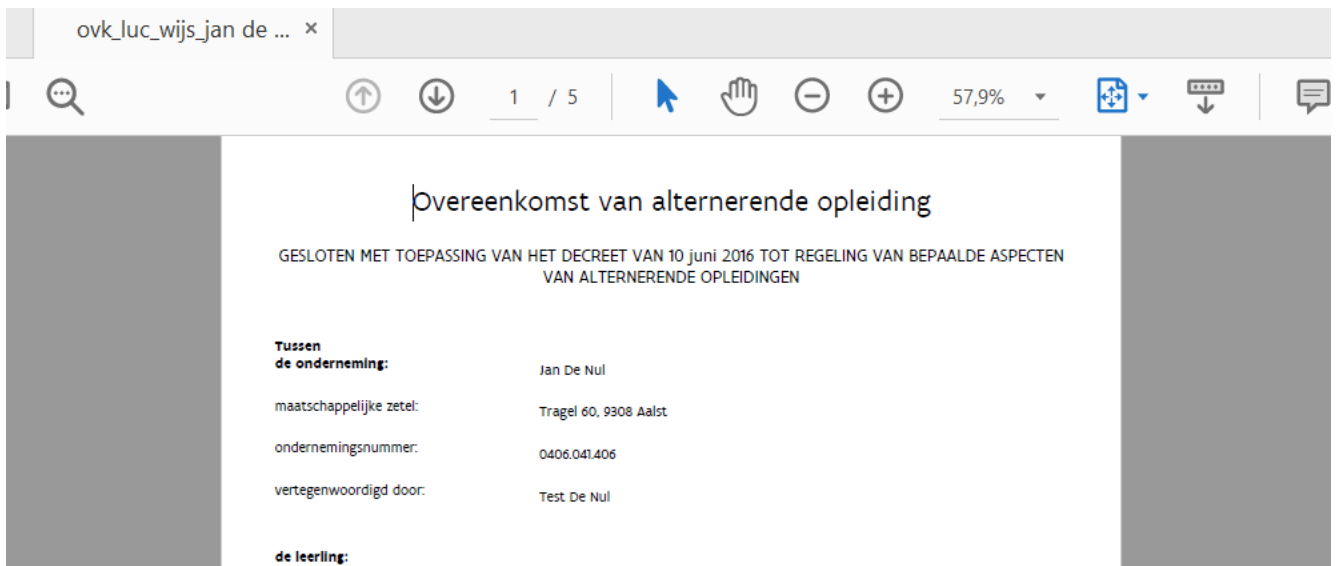 ovk_luc_wijs_jan de ... ×
1 / 5
57,9%
Overeenkomst van alternerende opleiding
GESLOTEN MET TOEPASSING VAN HET DECREET VAN 10 juni 2016 TOT REGELING VAN BEPAALDE ASPECTEN
VAN ALTERNERENDE OPLEIDINGEN
Tussen
de onderneming:
Jan De Nul
maatschappelijke zetel:
Tragel 60, 9308 Aalst
ondernemingsnummer:
0406.041.406
vertegenwoordigd door:
Test De Nul
de leerling: